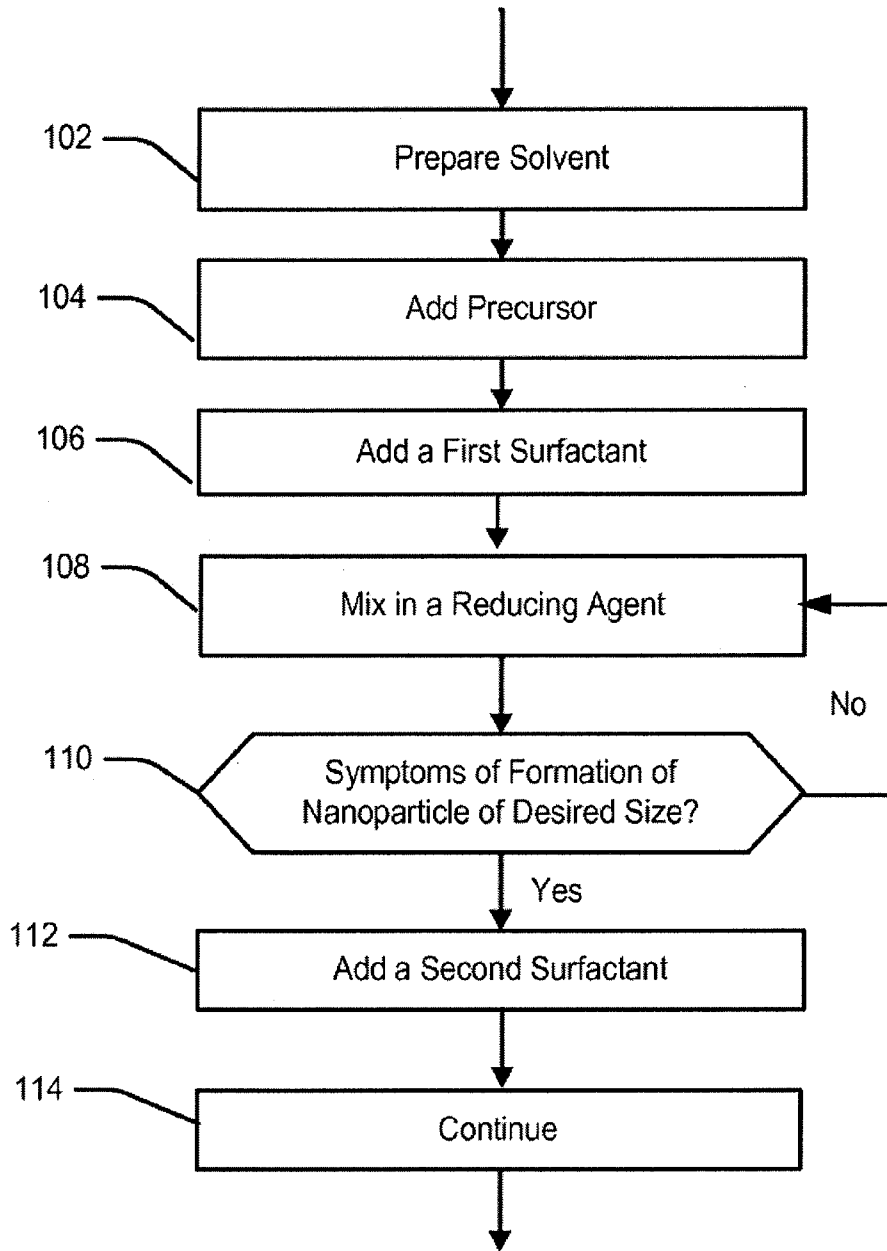 102
Prepare Solvent
104
Add Precursor
106
Add a First Surfactant
108
Mix in a Reducing Agent
No
110
Symptoms of Formation of
Nanoparticle of Desired Size?
Yes
112
Add a Second Surfactant
114
Continue